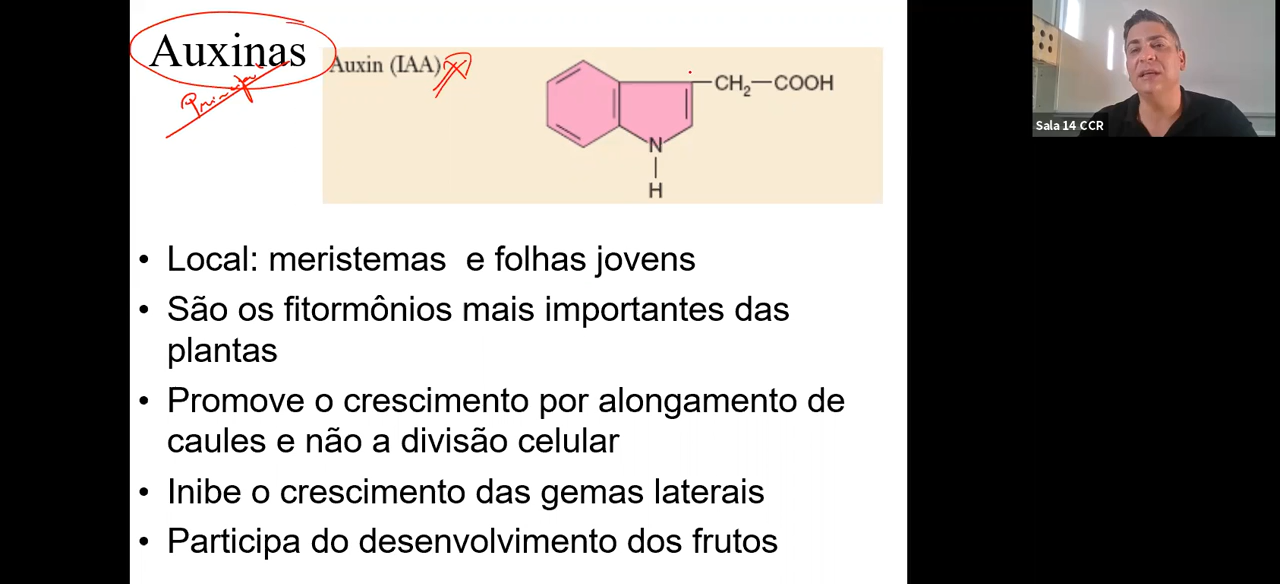 Auxinas
Principal
Auxin (IAA)
CH2—COOH
N
H
Sala 14 CCR
• Local: meristemas e folhas jovens
• São os fitormônios mais importantes das
plantas
• Promove o crescimento por alongamento de
caules e não a divisão celular
• Inibe o crescimento das gemas laterais
• Participa do desenvolvimento dos frutos